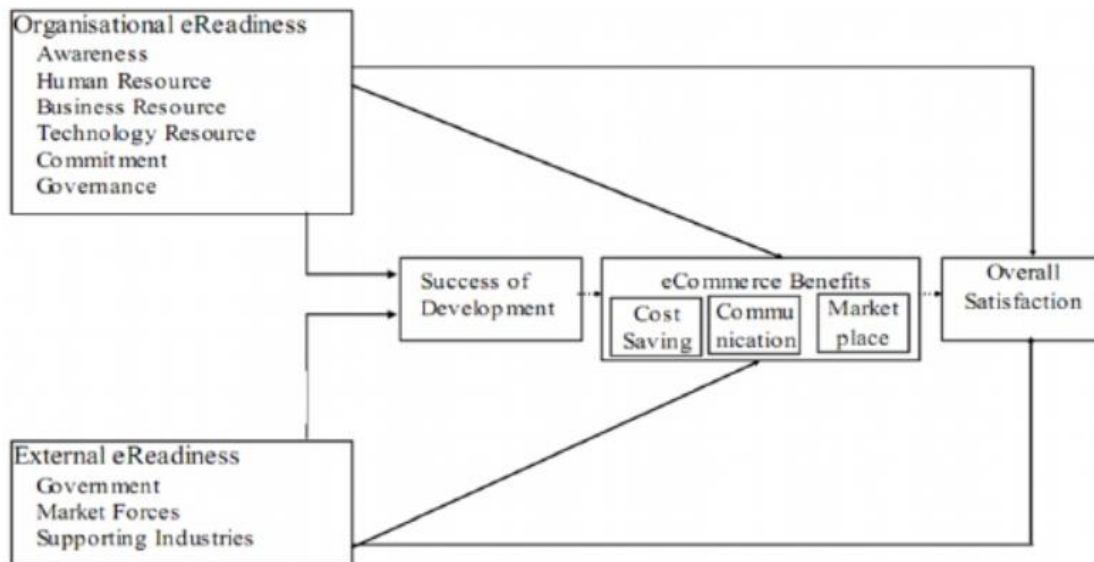 Organisational eReadiness
Awareness
Human Resource
Business Resource
Technology Resource
Commitment
Governance
Success of
Development
eCommerce Benefits
Cost
Saving
Commu
nication
Market
place
Overall
Satisfaction
External eReadiness
Government
Market Forces
Supporting Industries